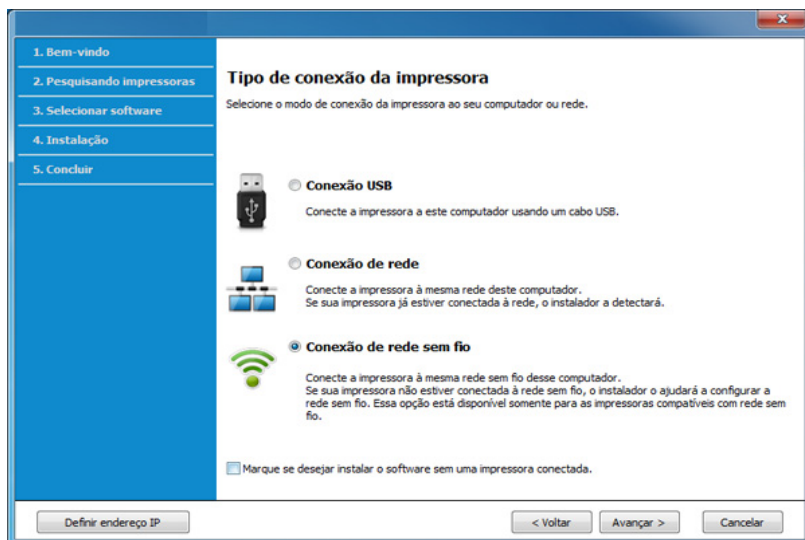 1. Bem-vindo
2. Pesquisando impressoras
3. Selecionar software
4. Instalação
5. Concluir
Tipo de conexão da impressora
Selecione o modo de conexão da impressora ao seu computador ou rede.
Conexão USB
Conecte a impressora a este computador usando um cabo USB.
Conexão de rede
Conecte a impressora à mesma rede deste computador.
Se sua impressora já estiver conectada à rede, o instalador a detectará.
Conexão de rede sem fio
Conecte a impressora à mesma rede sem fio desse computador.
Se sua impressora não estiver conectada à rede sem fio, o instalador o ajudará a configurar a
rede sem fio. Essa opção está disponível somente para as impressoras compatíveis com rede sem
fio.
Marque se desejar instalar o software sem uma impressora conectada.
Definir endereço IP
< Voltar
Avançar >
Cancelar